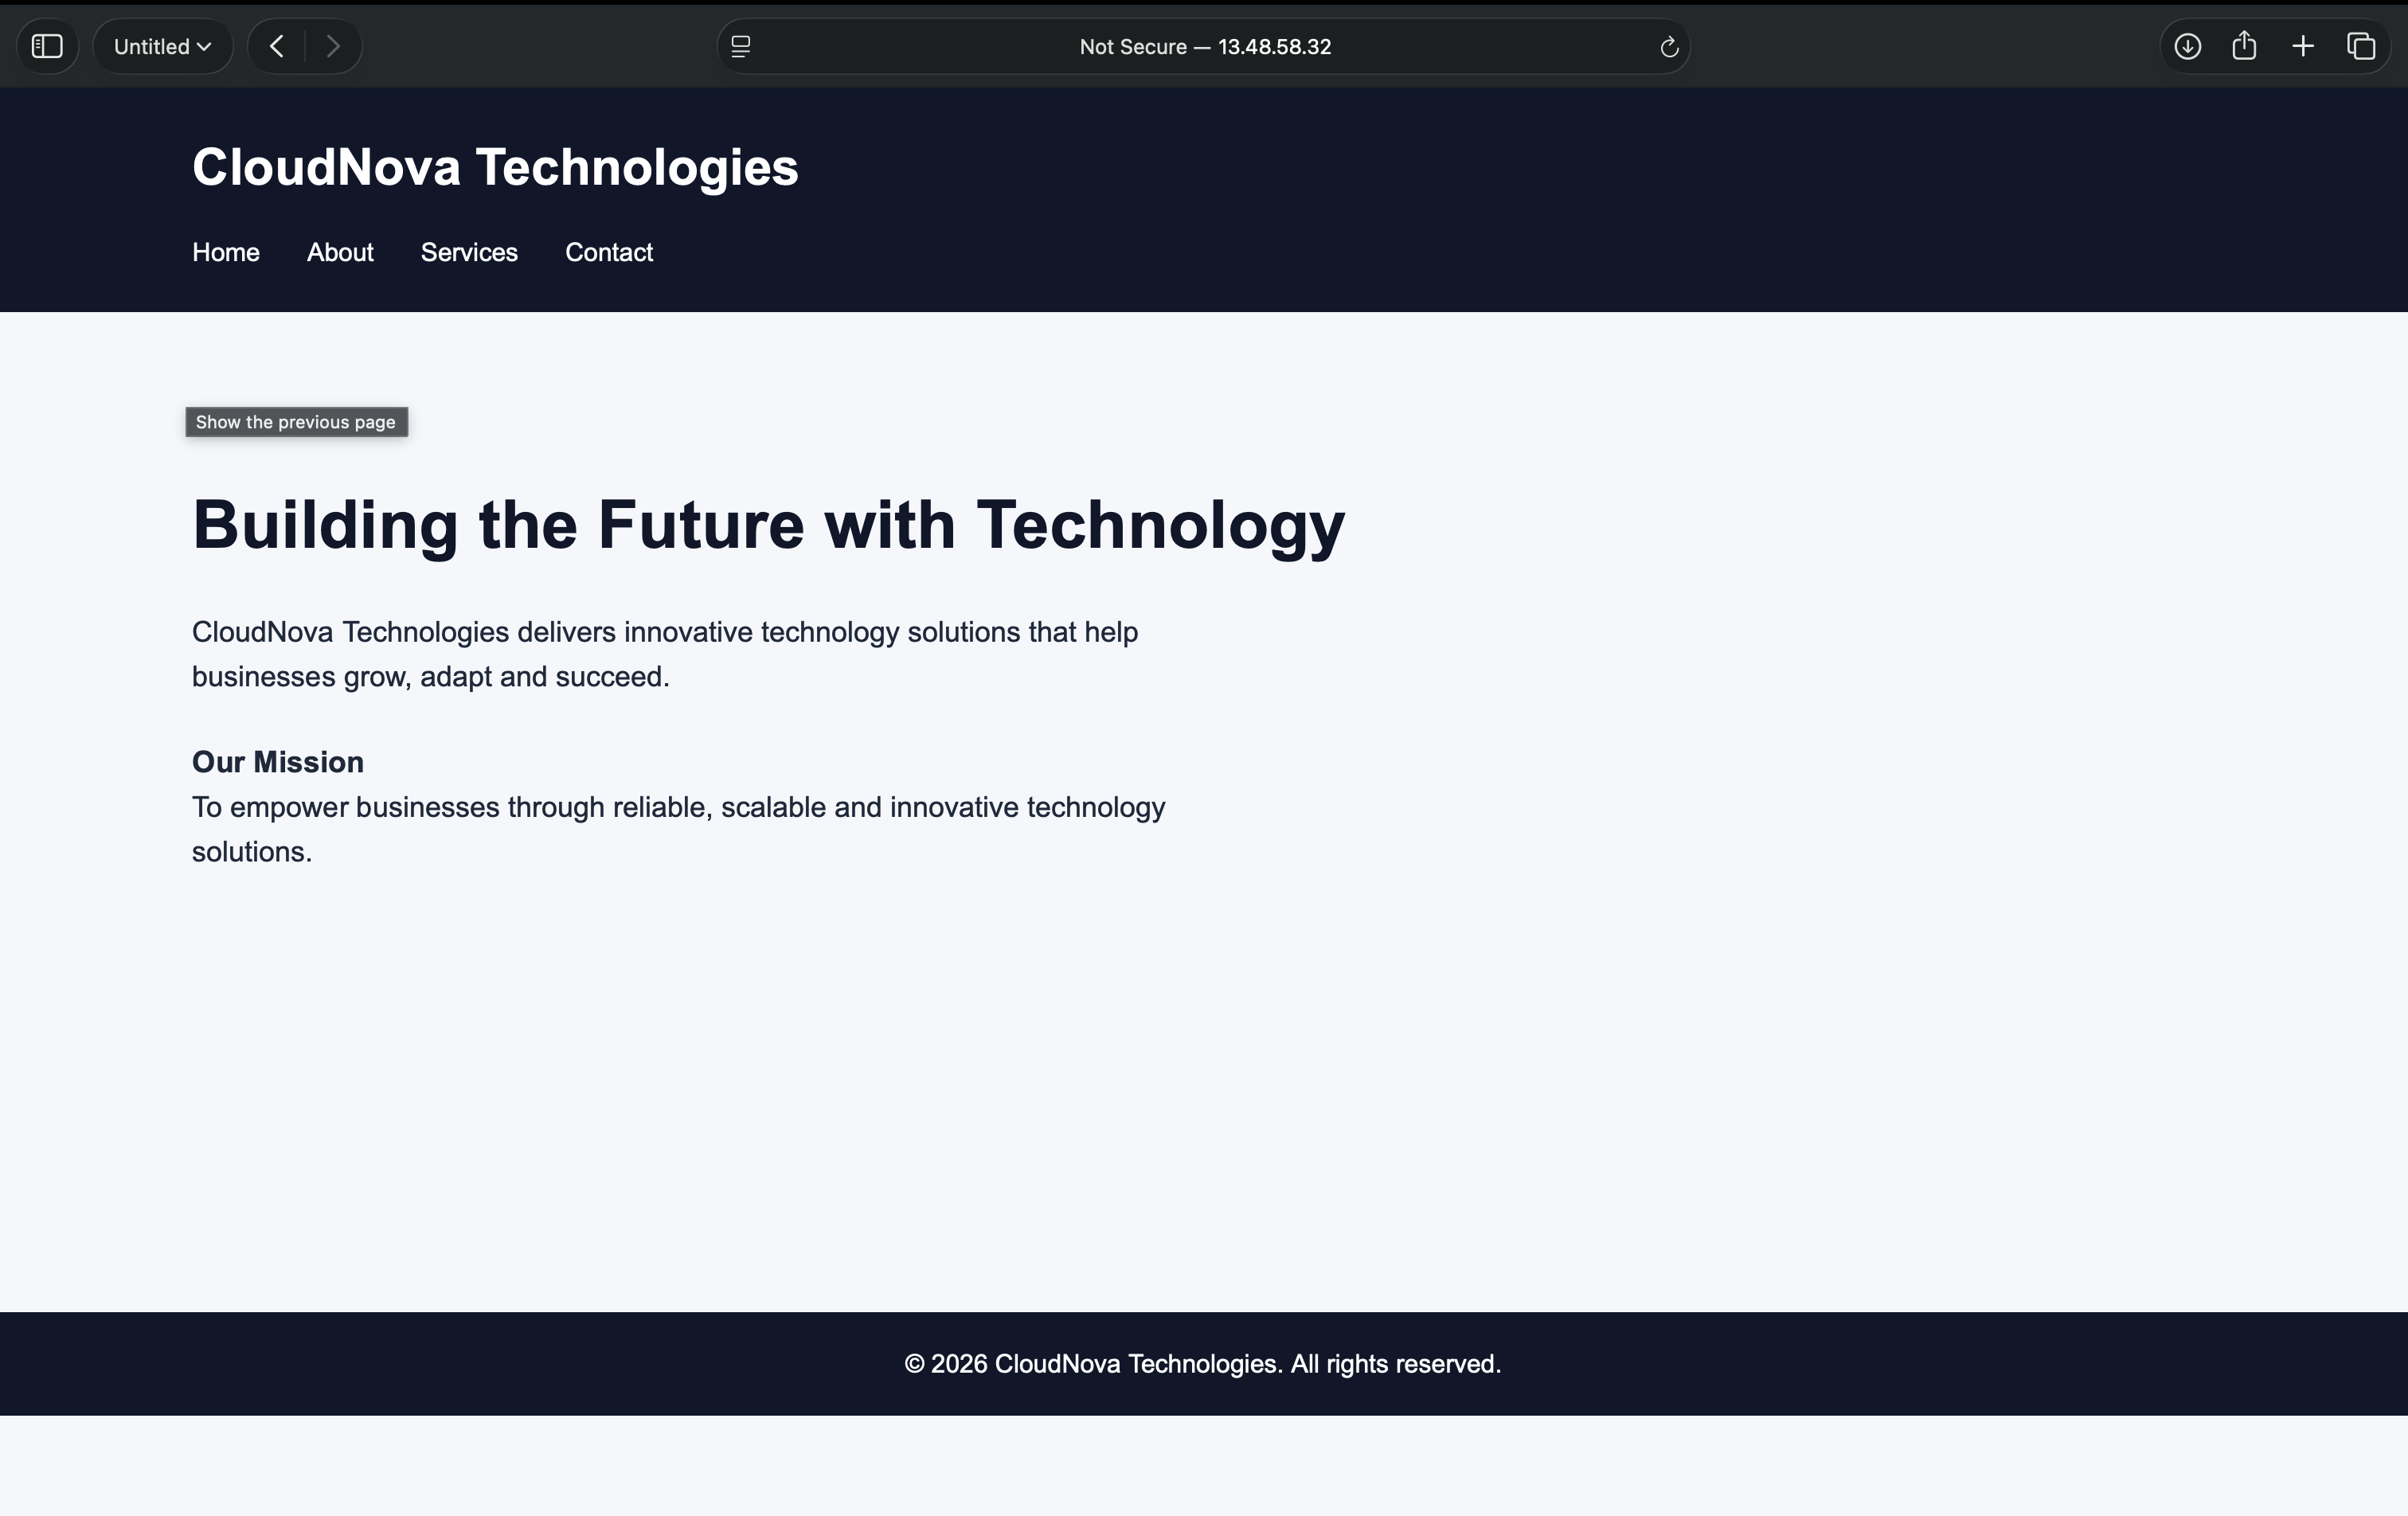 Untitled
Not Secure — 13.48.58.32
CloudNova Technologies
Home About Services Contact
Show the previous page
Building the Future with Technology
CloudNova Technologies delivers innovative technology solutions that help
businesses grow, adapt and succeed.
Our Mission
To empower businesses through reliable, scalable and innovative technology
solutions.
© 2026 CloudNova Technologies. All rights reserved.